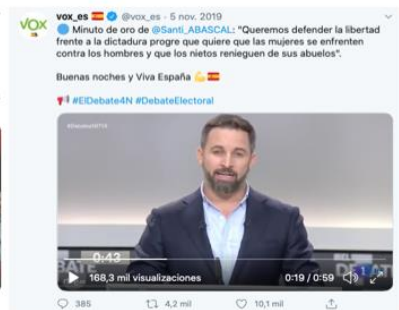 VOX
vox_es @vox_es · 5 nov. 2019
Minuto de oro de @Santi_ABASCAL: "Queremos defender la libertad
frente a la dictadura progre que quiere que las mujeres se enfrenten
contra los hombres y que los nietos renieguen de sus abuelos".
Buenas noches y Viva España
#ElDebate4N #DebateElectoral
0:43
168,3 mil visualizaciones
0:19 / 0:59
385
4,2 mil
10,1 mil